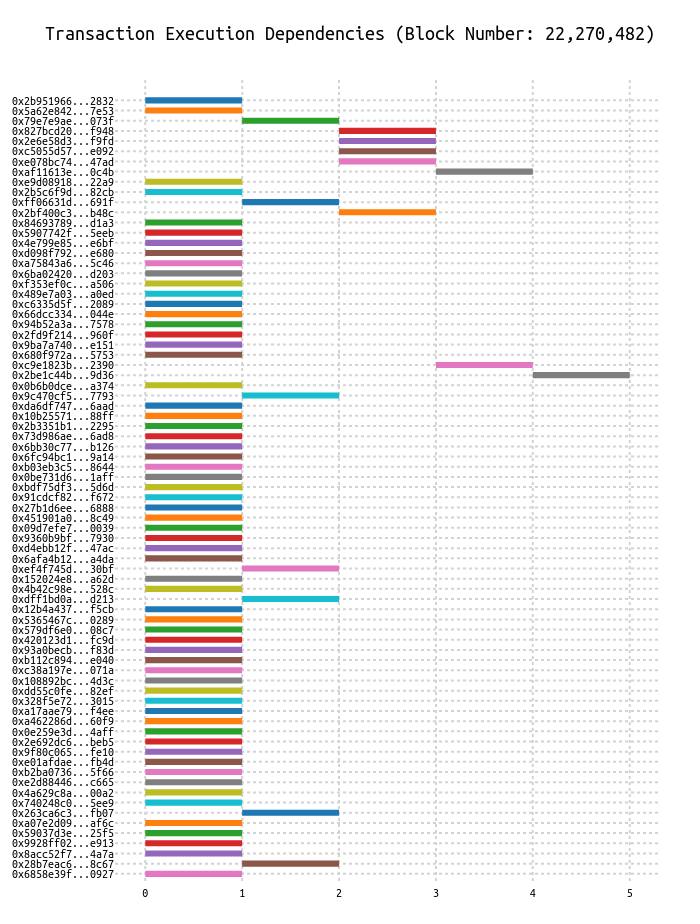 Transaction Execution Dependencies (Block Number: 22,270,482)
0x2b951966...2832
0x5a62e842...7e53
0x79e7e9ae...073f
0x827bcd20...f948
0x2e6e58d3...f9fd
0xc5055d57...e092
0xe078bc74...47ad
0xaf11613e...0c4b
0xe9d08918...22a9
0x2b5c6f9d...82cb
0xff06631d...691f
0x2bf400c3...b48c
0x84693789...d1a3
0x5907742f...5eeb
0x4e799e85...e6bf
0xd098f792...e680
0xa75843a6...5c46
0x6ba02420...d203
0xf353ef0c...a506
0x489e7a03...a0ed
0xc6335d5f...2089
0x66dcc334...044e
0x94b52a3a...7578
0x2fd9f214...960f
0x9ba7a740...e151
0x680f972a...5753
0xc9e1823b...2390
0x2be1c44b...9d36
0x0b6b0dce...a374
0x9c470cf5...7793
0xda6df747...6aad
0x10b25571...88ff
0x2b3351b1...2295
0x73d986ae...6ad8
0x6bb30c77...b126
0x6fc94bc1...9a14
0xb03eb3c5...8644
0x0be731d6...1aff
0xbdf75df3...5d6d
0x91cdcf82...f672
0x27b1d6ee...6888
0x451901a0...8c49
0x09d7efe7...0039
0x9360b9bf...7930
0xd4ebb12f...47ac
0x6afa4b12...a4da
0xef4f745d...30bf
0x152024e8...a62d
0x4b42c98e...528c
0xdff1bd0a...d213
0x12b4a437...f5cb
0x5365467c...0289
0x579df6e0...08c7
0x420123d1...fc9d
0x93a0becb...f83d
0xb112c894...e040
0xc38a197e...071a
0x108892bc...4d3c
0xdd55c0fe...82ef
0x328f5e72...3015
0xa17aae79...f4ee
0xa462286d...60f9
0x0e259e3d...4aff
0x2e692dc6...beb5
0x9f80c065...fe10
0xe01afdae...fb4d
0xb2ba0736...5f66
0xe2d88446...c665
0x4a629c8a...00a2
0x740248c0...5ee9
0x263ca6c3...fb07
0xa07e2d09...af6c
0x59037d3e...25f5
0x9928ff02...e913
0x8acc52f7...4a7a
0x28b7eac6...8c67
0x6858e39f...0927
0 1 2 3 4 5